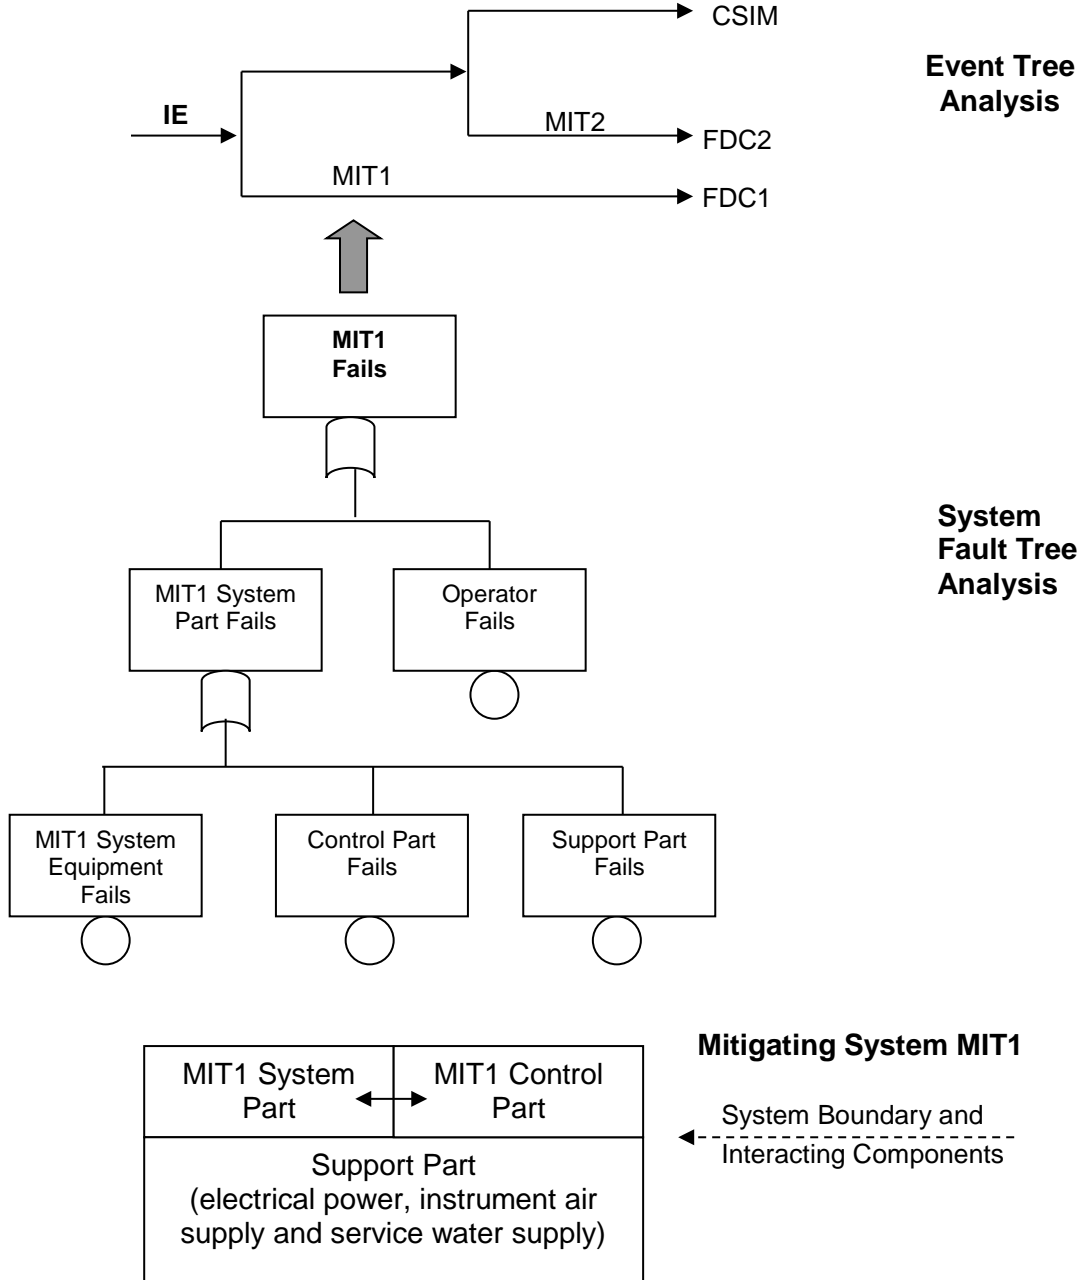 CSIM
Event Tree
Analysis
IE
MIT2
FDC2
MIT1
FDC1
MIT1
Fails
System
Fault Tree
Analysis
MIT1 System
Part Fails
Operator
Fails
MIT1 System
Equipment
Fails
Control Part
Fails
Support Part
Fails
Mitigating System MIT1
MIT1 System
Part
MIT1 Control
Part
System Boundary and
Interacting Components
Support Part
(electrical power, instrument air
supply and service water supply)